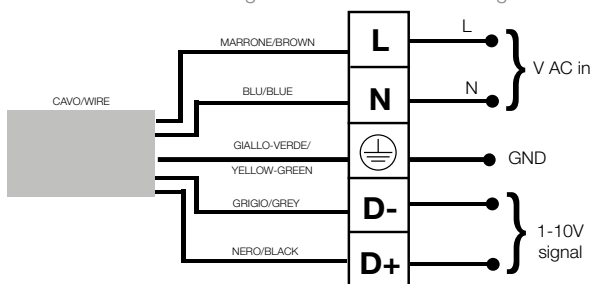 MARRONE/BROWN
L
L
V AC in
CAVO/WIRE
BLU/BLUE
N
N
GIALLO-VERDE/
YELLOW-GREEN
GND
GRIGIO/GREY
D-
1-10V
signal
NERO/BLACK
D+